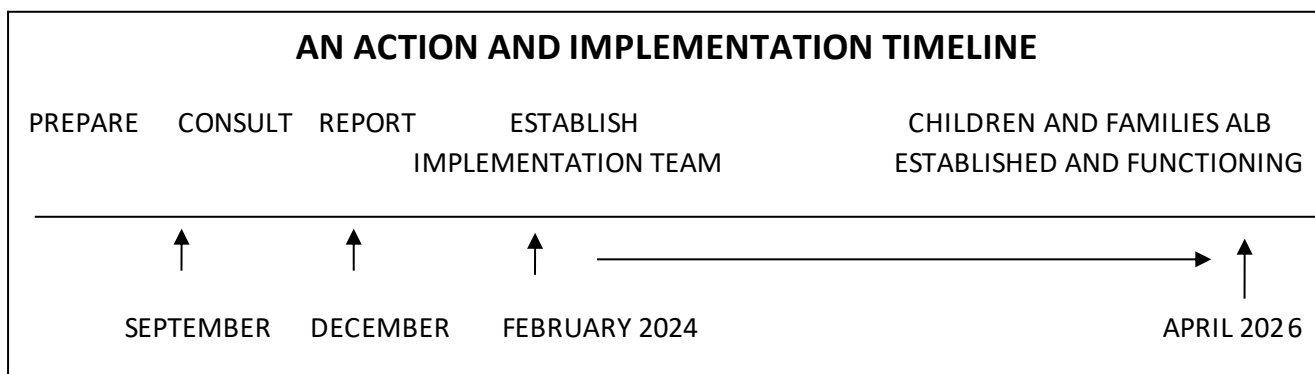 AN ACTION AND IMPLEMENTATION TIMELINE
PREPARE CONSULT REPORT ESTABLISH CHILDREN AND FAMILIES ALB
IMPLEMENTATION TEAM ESTABLISHED AND FUNCTIONING
SEPTEMBER DECEMBER FEBRUARY 2024 APRIL 2026